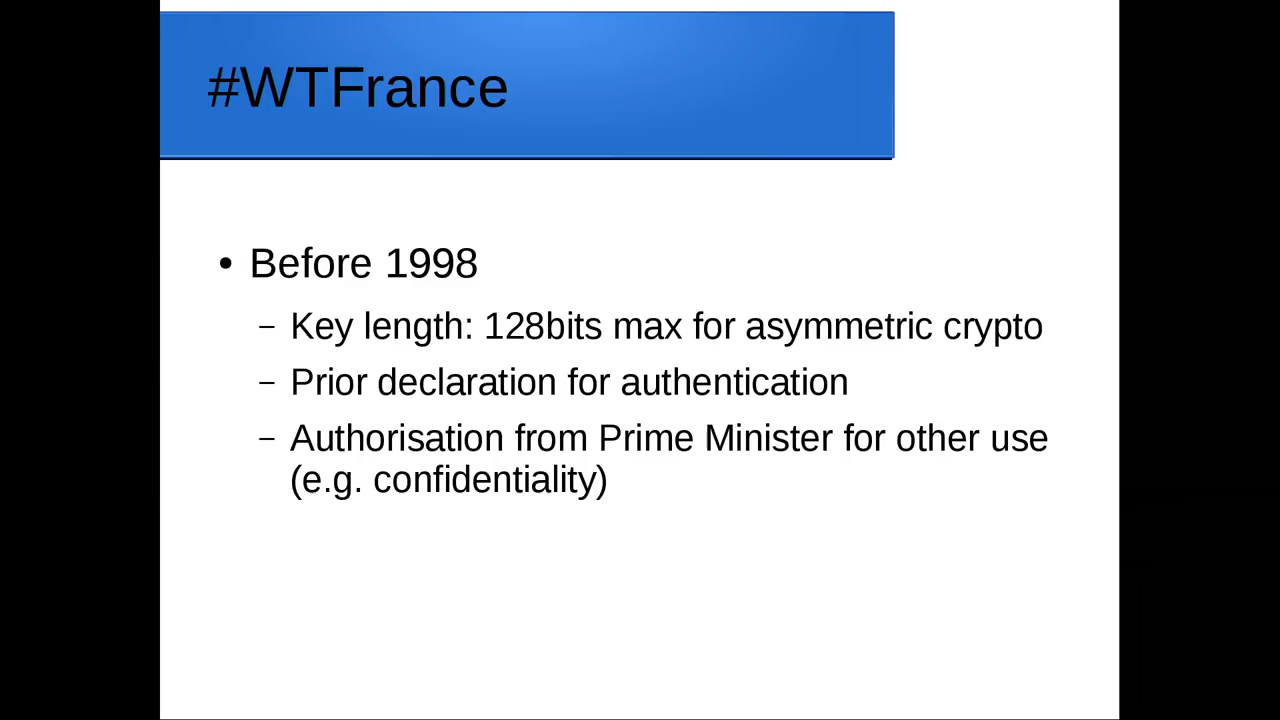 #WTFrance
• Before 1998
– Key length: 128bits max for asymmetric crypto
– Prior declaration for authentication
– Authorisation from Prime Minister for other use
(e.g. confidentiality)